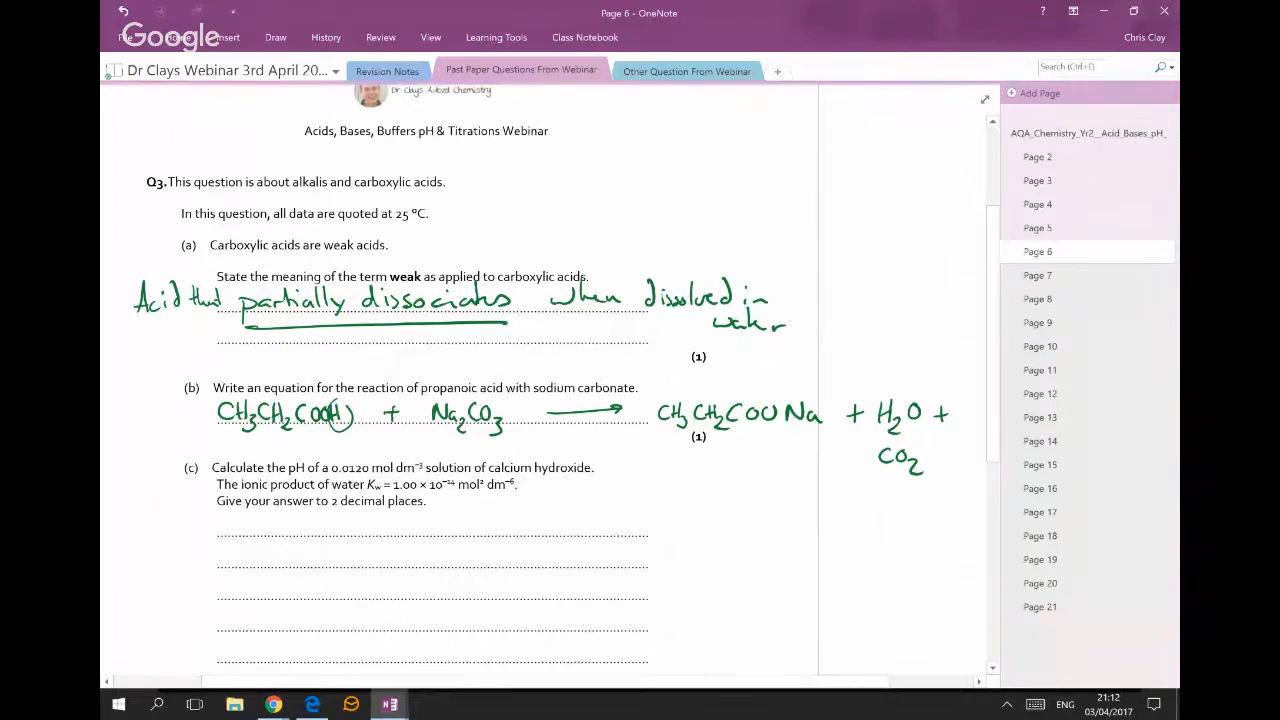 Page 6 - OneNote
Google
Insert Draw History Review View Learning Tools Class Notebook Chris Clay
Dr Clays Webinar 3rd April 20... Revision Notes Past Paper Questions From Webinar Other Question From Webinar + Search (Ctrl+E)
Dr Clays A-level Chemistry
Acids, Bases, Buffers pH & Titrations Webinar
Q3.This question is about alkalis and carboxylic acids.
In this question, all data are quoted at 25 °C.
(a) Carboxylic acids are weak acids.
State the meaning of the term weak as applied to carboxylic acids.
Acid that partially dissociates when dissolved in
water
(1)
(b) Write an equation for the reaction of propanoic acid with sodium carbonate.
CH3CH2COOH + Na2CO3 → CH3CH2COONa + H2O +
CO2
(1)
(c) Calculate the pH of a 0.0120 mol dm⁻³ solution of calcium hydroxide.
The ionic product of water Kw = 1.00 × 10⁻¹⁴ mol² dm⁻⁶.
Give your answer to 2 decimal places.
Add Page
AQA_Chemistry_Yr2_ Acid_Bases_pH_
Page 2
Page 3
Page 4
Page 5
Page 6
Page 7
Page 8
Page 9
Page 10
Page 11
Page 12
Page 13
Page 14
Page 15
Page 16
Page 17
Page 18
Page 19
Page 20
Page 21
ENG
21:12
03/04/2017